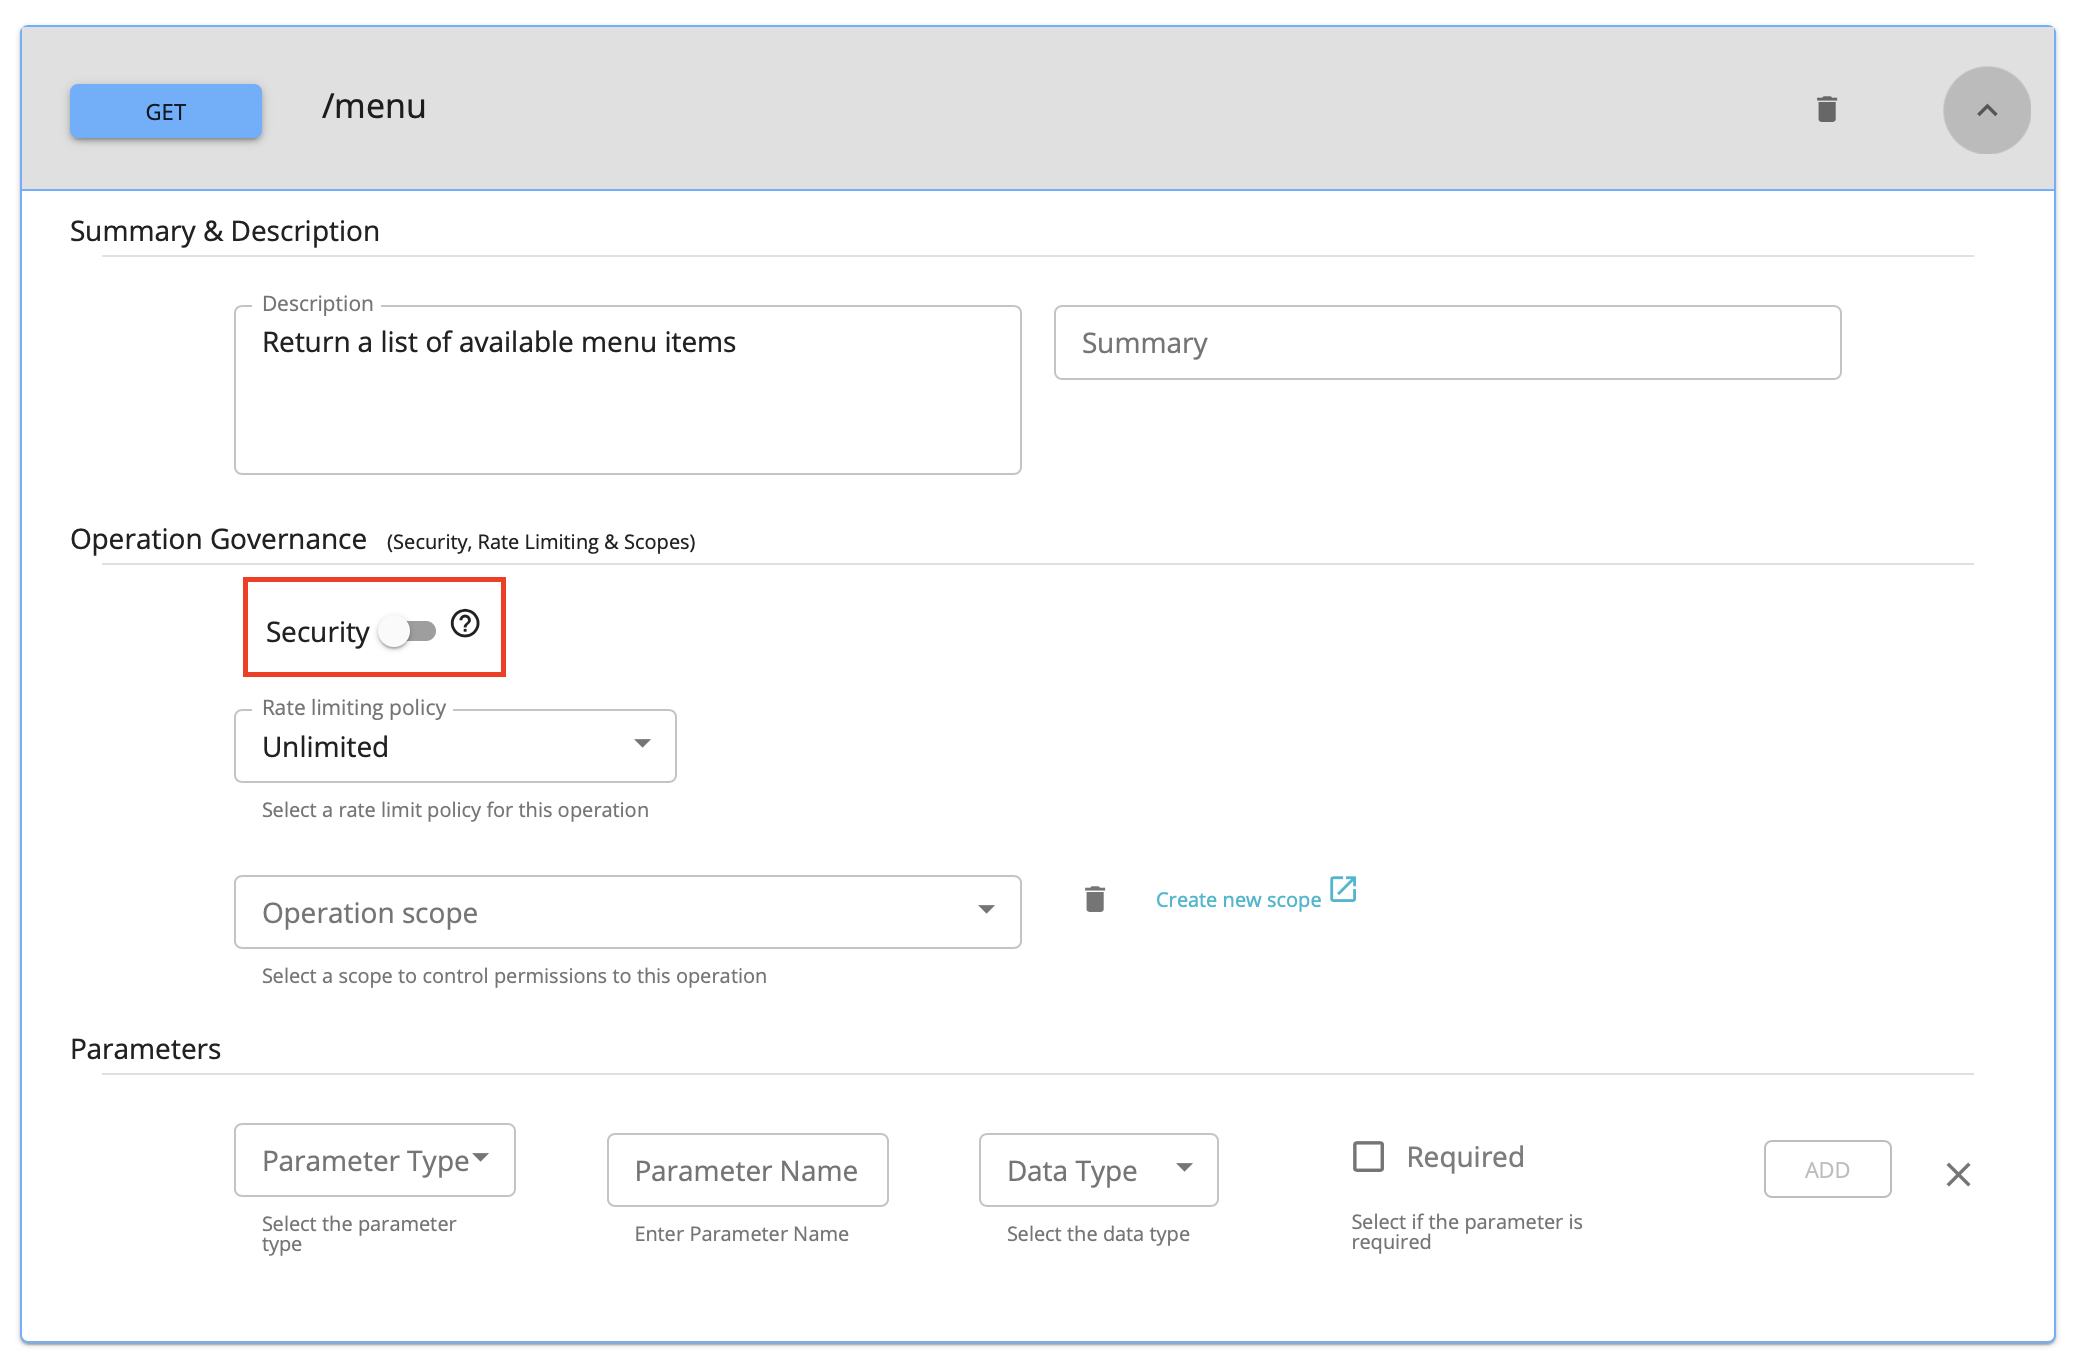 GET
/menu
Summary & Description
Description
Return a list of available menu items
Summary
Operation Governance (Security, Rate Limiting & Scopes)
Security
Rate limiting policy
Unlimited
Select a rate limit policy for this operation
Operation scope
Create new scope
Select a scope to control permissions to this operation
Parameters
Parameter Type
Select the parameter
type
Parameter Name
Enter Parameter Name
Data Type
Select the data type
Required
Select if the parameter is
required
ADD